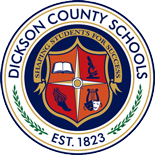 DICKSON COUNTY SCHOOLS
SHAPING STUDENTS FOR SUCCESS
EST. 1823